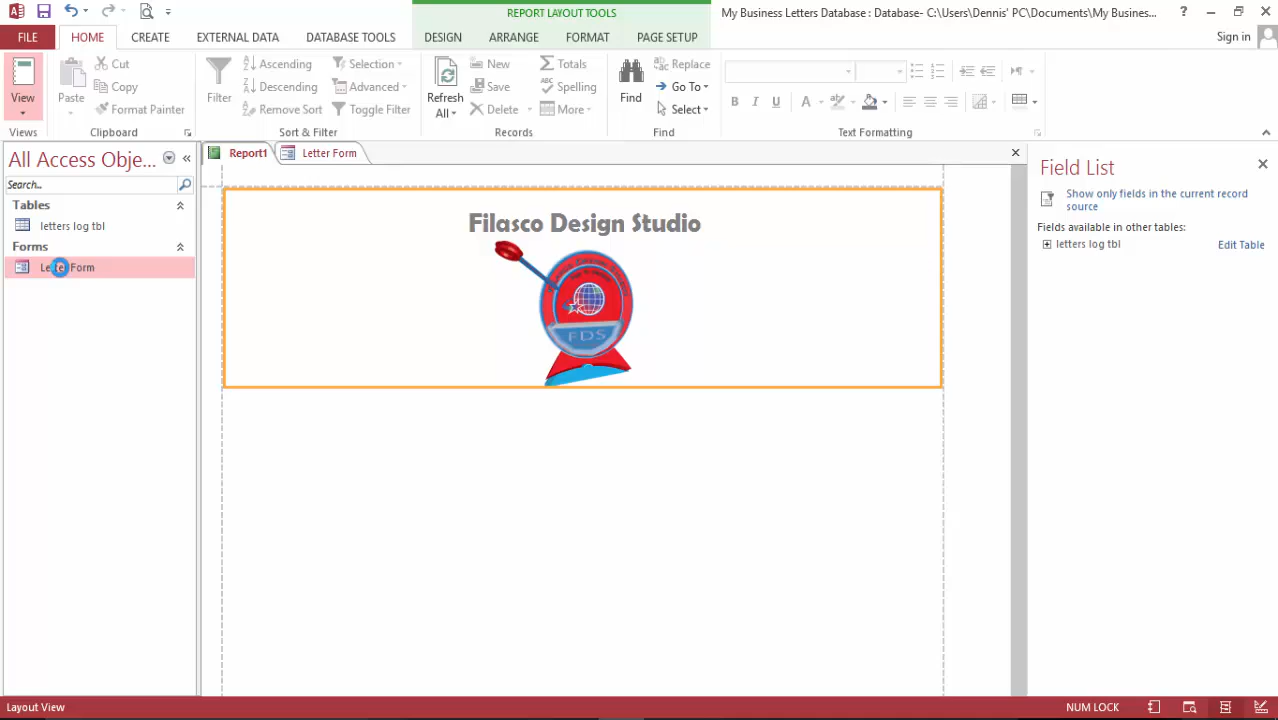 REPORT LAYOUT TOOLS
My Business Letters Database : Database- C:\Users\Dennis' PC\Documents\My Busines...
?
FILE HOME CREATE EXTERNAL DATA DATABASE TOOLS DESIGN ARRANGE FORMAT PAGE SETUP Sign in
View
Views
Paste
Cut
Copy
Format Painter
Clipboard
Filter
Ascending
Descending
Remove Sort
Selection
Advanced
Toggle Filter
Sort & Filter
Refresh All
New
Save
Delete
Totals
Spelling
More
Records
Find
Replace
Go To
Select
Find
B I U A
Text Formatting
All Access Obje...
Search...
Tables
letters log tbl
Forms
Form
Report1
Letter Form
Filasco Design Studio
FDS
Field List
Show only fields in the current record
source
Fields available in other tables:
letters log tbl Edit Table
Layout View
NUM LOCK